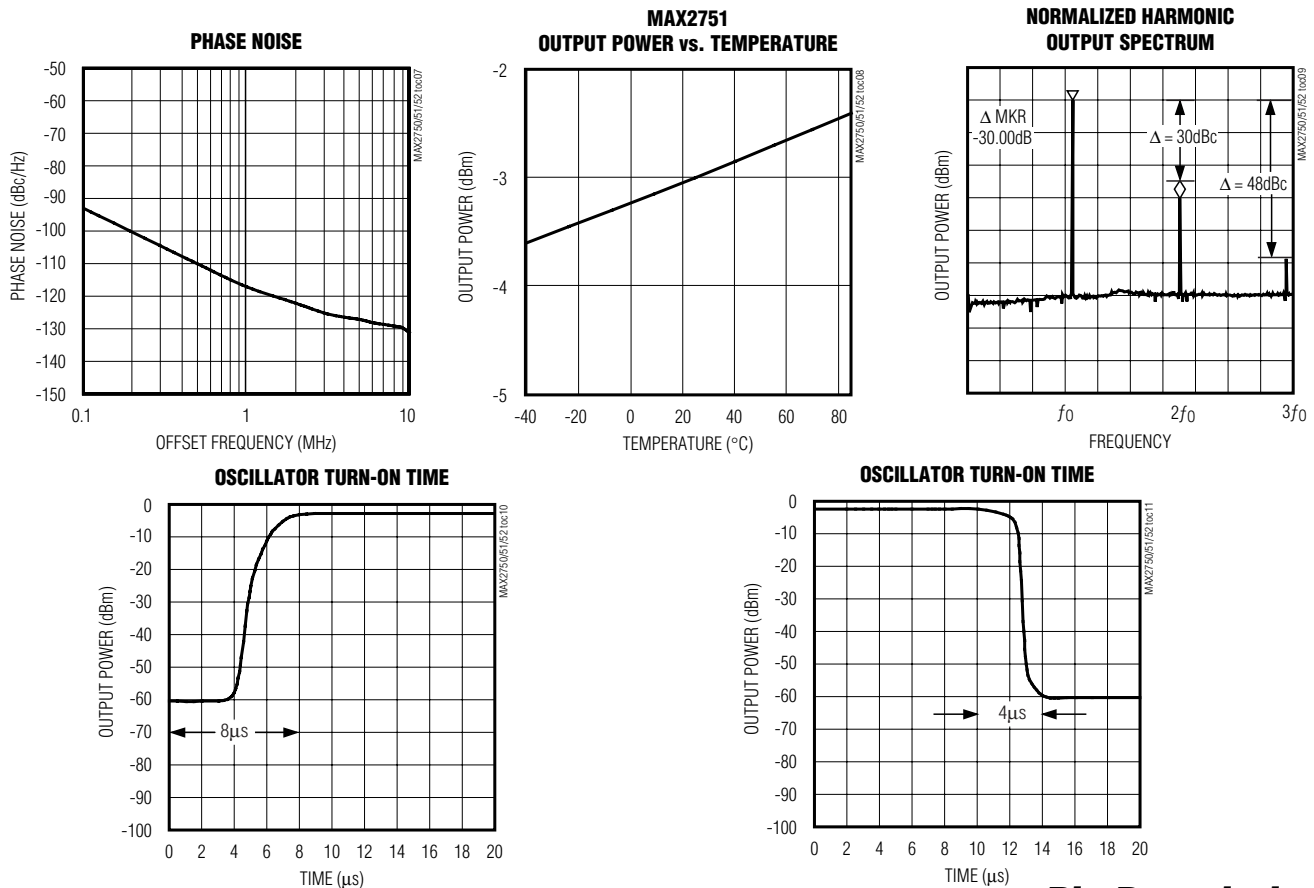 PHASE NOISE
-50
-60
-70
-80
-90
-100
-110
-120
-130
-140
-150
PHASE NOISE (dBc/Hz)
0.1
1
10
OFFSET FREQUENCY (MHz)
MAX2750/51/52 toc07
MAX2751
OUTPUT POWER vs. TEMPERATURE
-2
-3
-4
-5
OUTPUT POWER (dBm)
-40
-20
0
20
40
60
80
TEMPERATURE (°C)
MAX2750/51/52 toc08
NORMALIZED HARMONIC
OUTPUT SPECTRUM
OUTPUT POWER (dBm)
Δ MKR
-30.00dB
Δ = 30dBc
Δ = 48dBc
fO
2fO
3fO
FREQUENCY
MAX2750/51/52 toc09
OSCILLATOR TURN-ON TIME
0
-10
-20
-30
-40
-50
-60
-70
-80
-90
-100
OUTPUT POWER (dBm)
8µs
0 2 4 6 8 10 12 14 16 18 20
TIME (µs)
MAX2750/51/52 toc10
OSCILLATOR TURN-ON TIME
0
-10
-20
-30
-40
-50
-60
-70
-80
-90
-100
OUTPUT POWER (dBm)
4µs
0 2 4 6 8 10 12 14 16 18 20
TIME (µs)
MAX2750/51/52 toc11